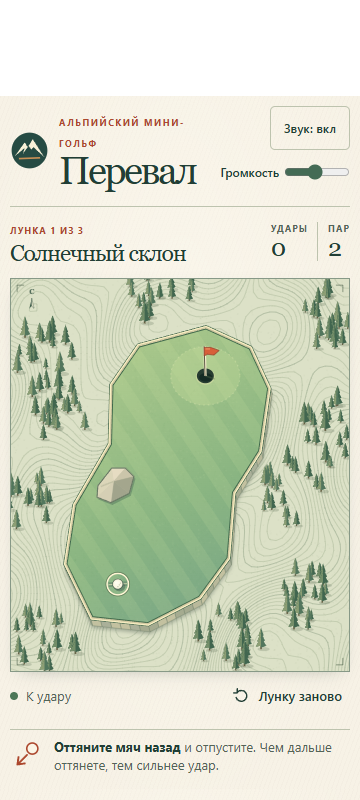 АЛЬПИЙСКИЙ МИНИ-
ГОЛЬФ
Перевал
Звук: вкл
Громкость
ЛУНКА 1 ИЗ 3
Солнечный склон
УДАРЫ
0
ПАР
2
С
К удару
Лунку заново
Оттяните мяч назад и отпустите. Чем дальше
оттянете, тем сильнее удар.